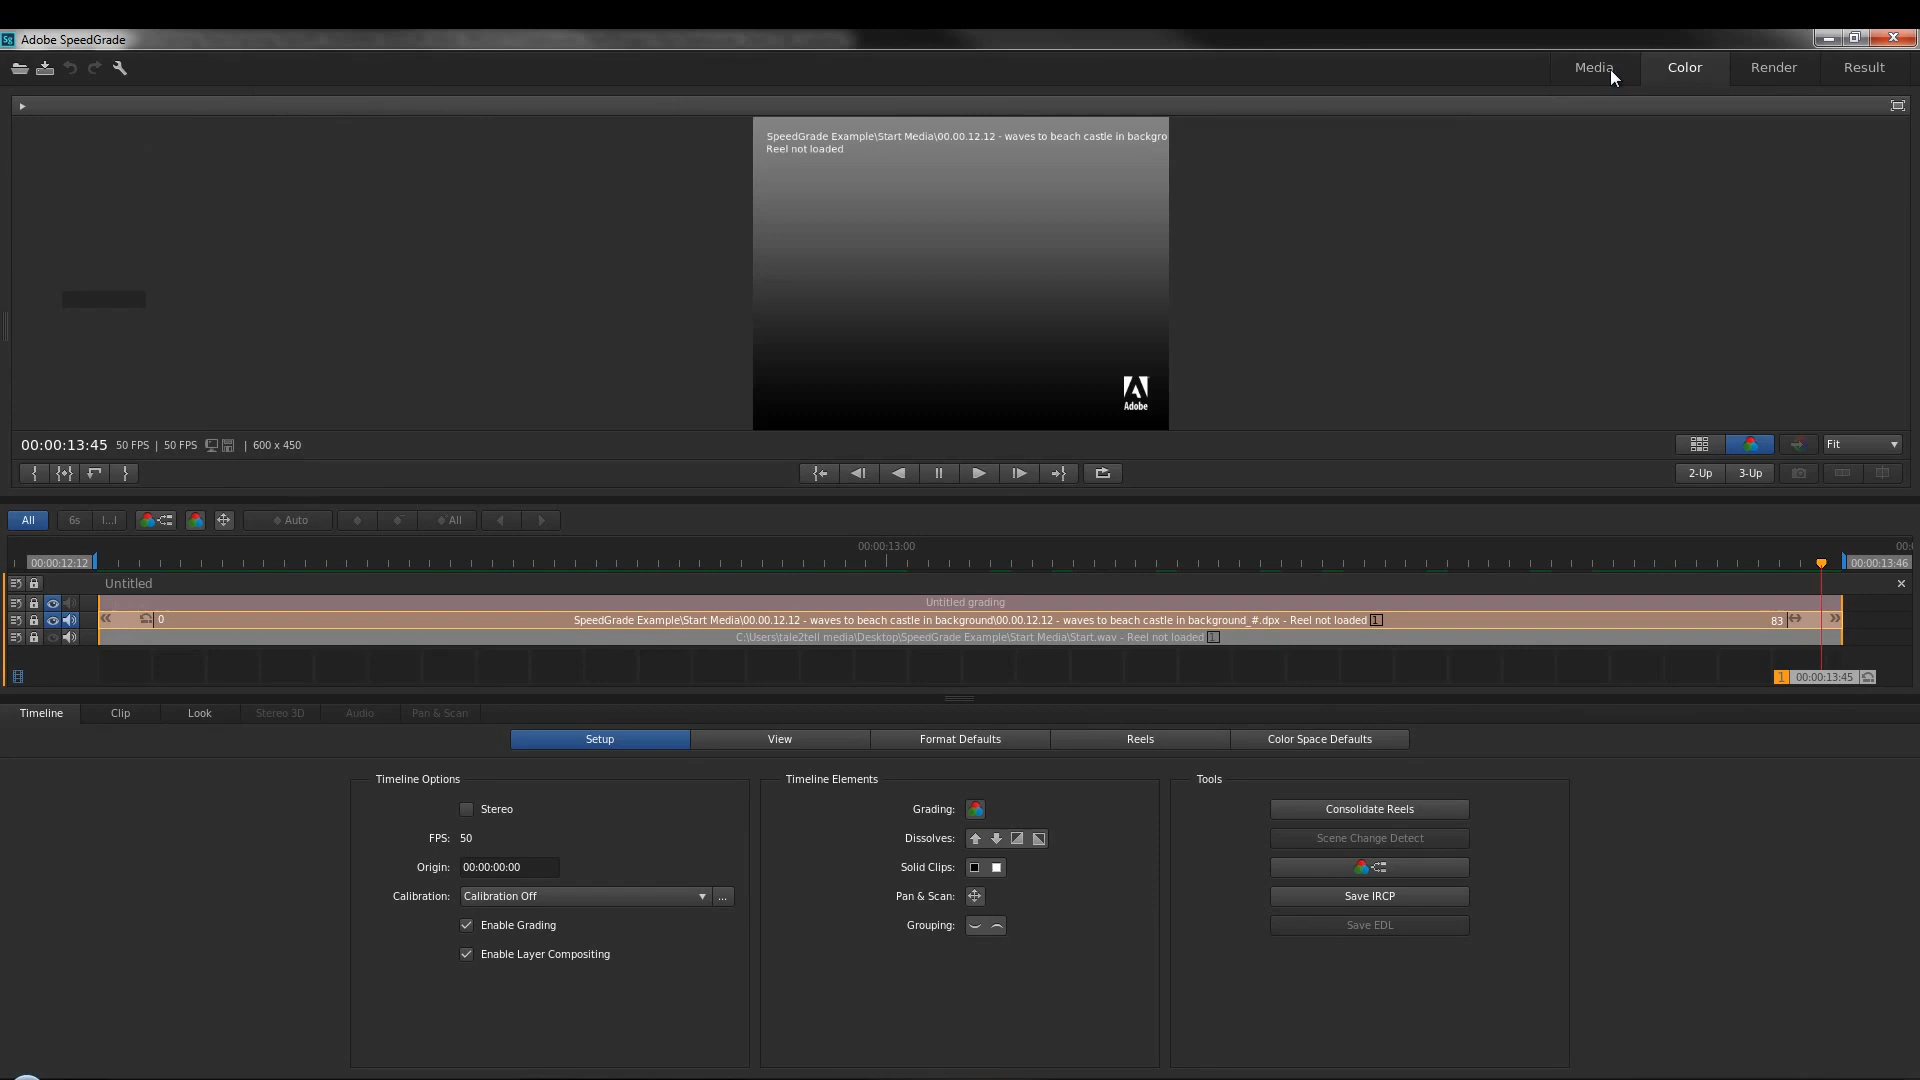 Sg Adobe SpeedGrade
Media Color Render Result
SpeedGrade Example\Start Media\00.00.12.12 - waves to beach castle in backgro
Reel not loaded
Adobe
00:00:13:45 50 FPS | 50 FPS | 600 x 450
Fit
2-Up 3-Up
All 6s I...I Auto All
00:00:13:00 00:
00:00:12:12 00:00:13:46
Untitled
Untitled grading
0 SpeedGrade Example\Start Media\00.00.12.12 - waves to beach castle in background\00.00.12.12 - waves to beach castle in background_#.dpx - Reel not loaded 1 83
C:\Users\tale2tell media\Desktop\SpeedGrade Example\Start Media\Start.wav - Reel not loaded 1
1 00:00:13:45
Timeline Clip Look Stereo 3D Audio Pan & Scan
Setup View Format Defaults Reels Color Space Defaults
Timeline Options Timeline Elements Tools
Stereo Grading: Consolidate Reels
FPS: 50 Dissolves: Scene Change Detect
Origin: 00:00:00:00 Solid Clips:
Calibration: Calibration Off ... Pan & Scan: Save IRCP
Enable Grading Grouping: Save EDL
Enable Layer Compositing